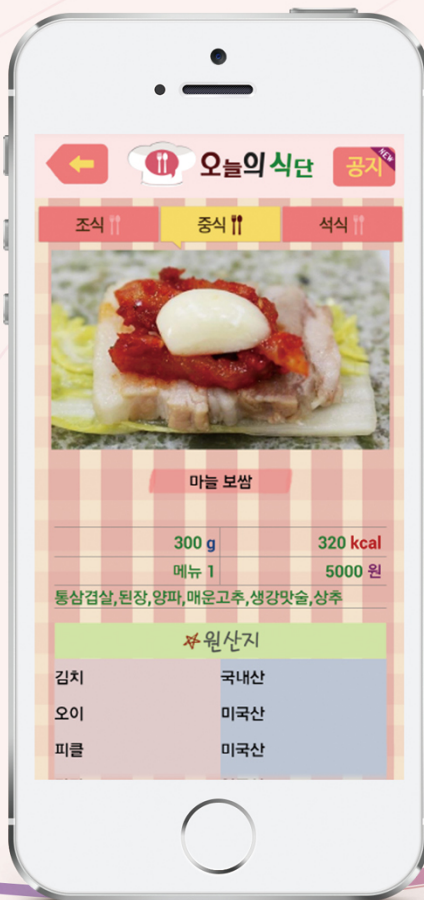 오늘의 식단
공지
NEW
조식 중식 석식
마늘 보쌈
300 g 320 kcal
메뉴 1 5000 원
통삼겹살,된장,양파,매운고추,생강맛술,상추
원산지
김치 국내산
오이 미국산
피클 미국산